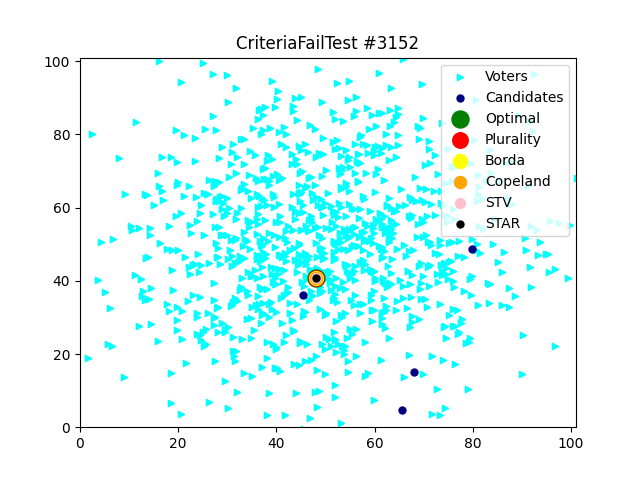 CriteriaFailTest #3152
100
80
60
40
20
0
0 20 40 60 80 100
Voters
Candidates
Optimal
Plurality
Borda
Copeland
STV
STAR